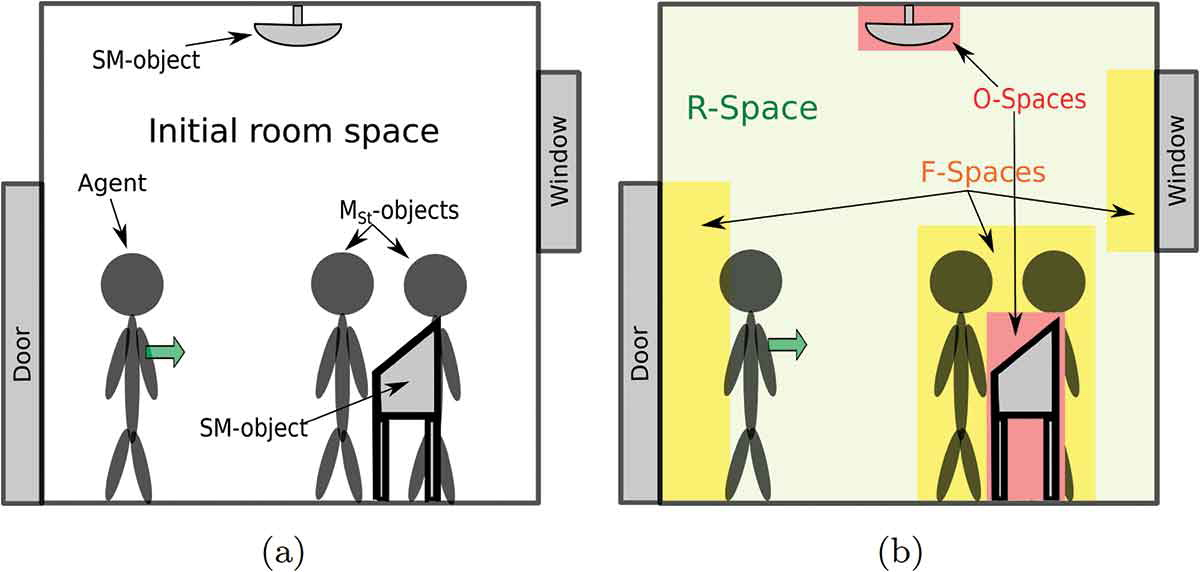 SM-object
Initial room space
Agent
MSt-objects
Window
Door
SM-object
(a)
R-Space
O-Spaces
F-Spaces
Window
Door
(b)